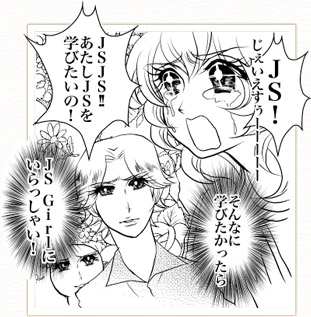 JS!
じぇいえすぅーーーー
JSJS!!
あたしJSを
学びたいの!
そんなに
学びたかったら
JS Girlに
いらっしゃい!